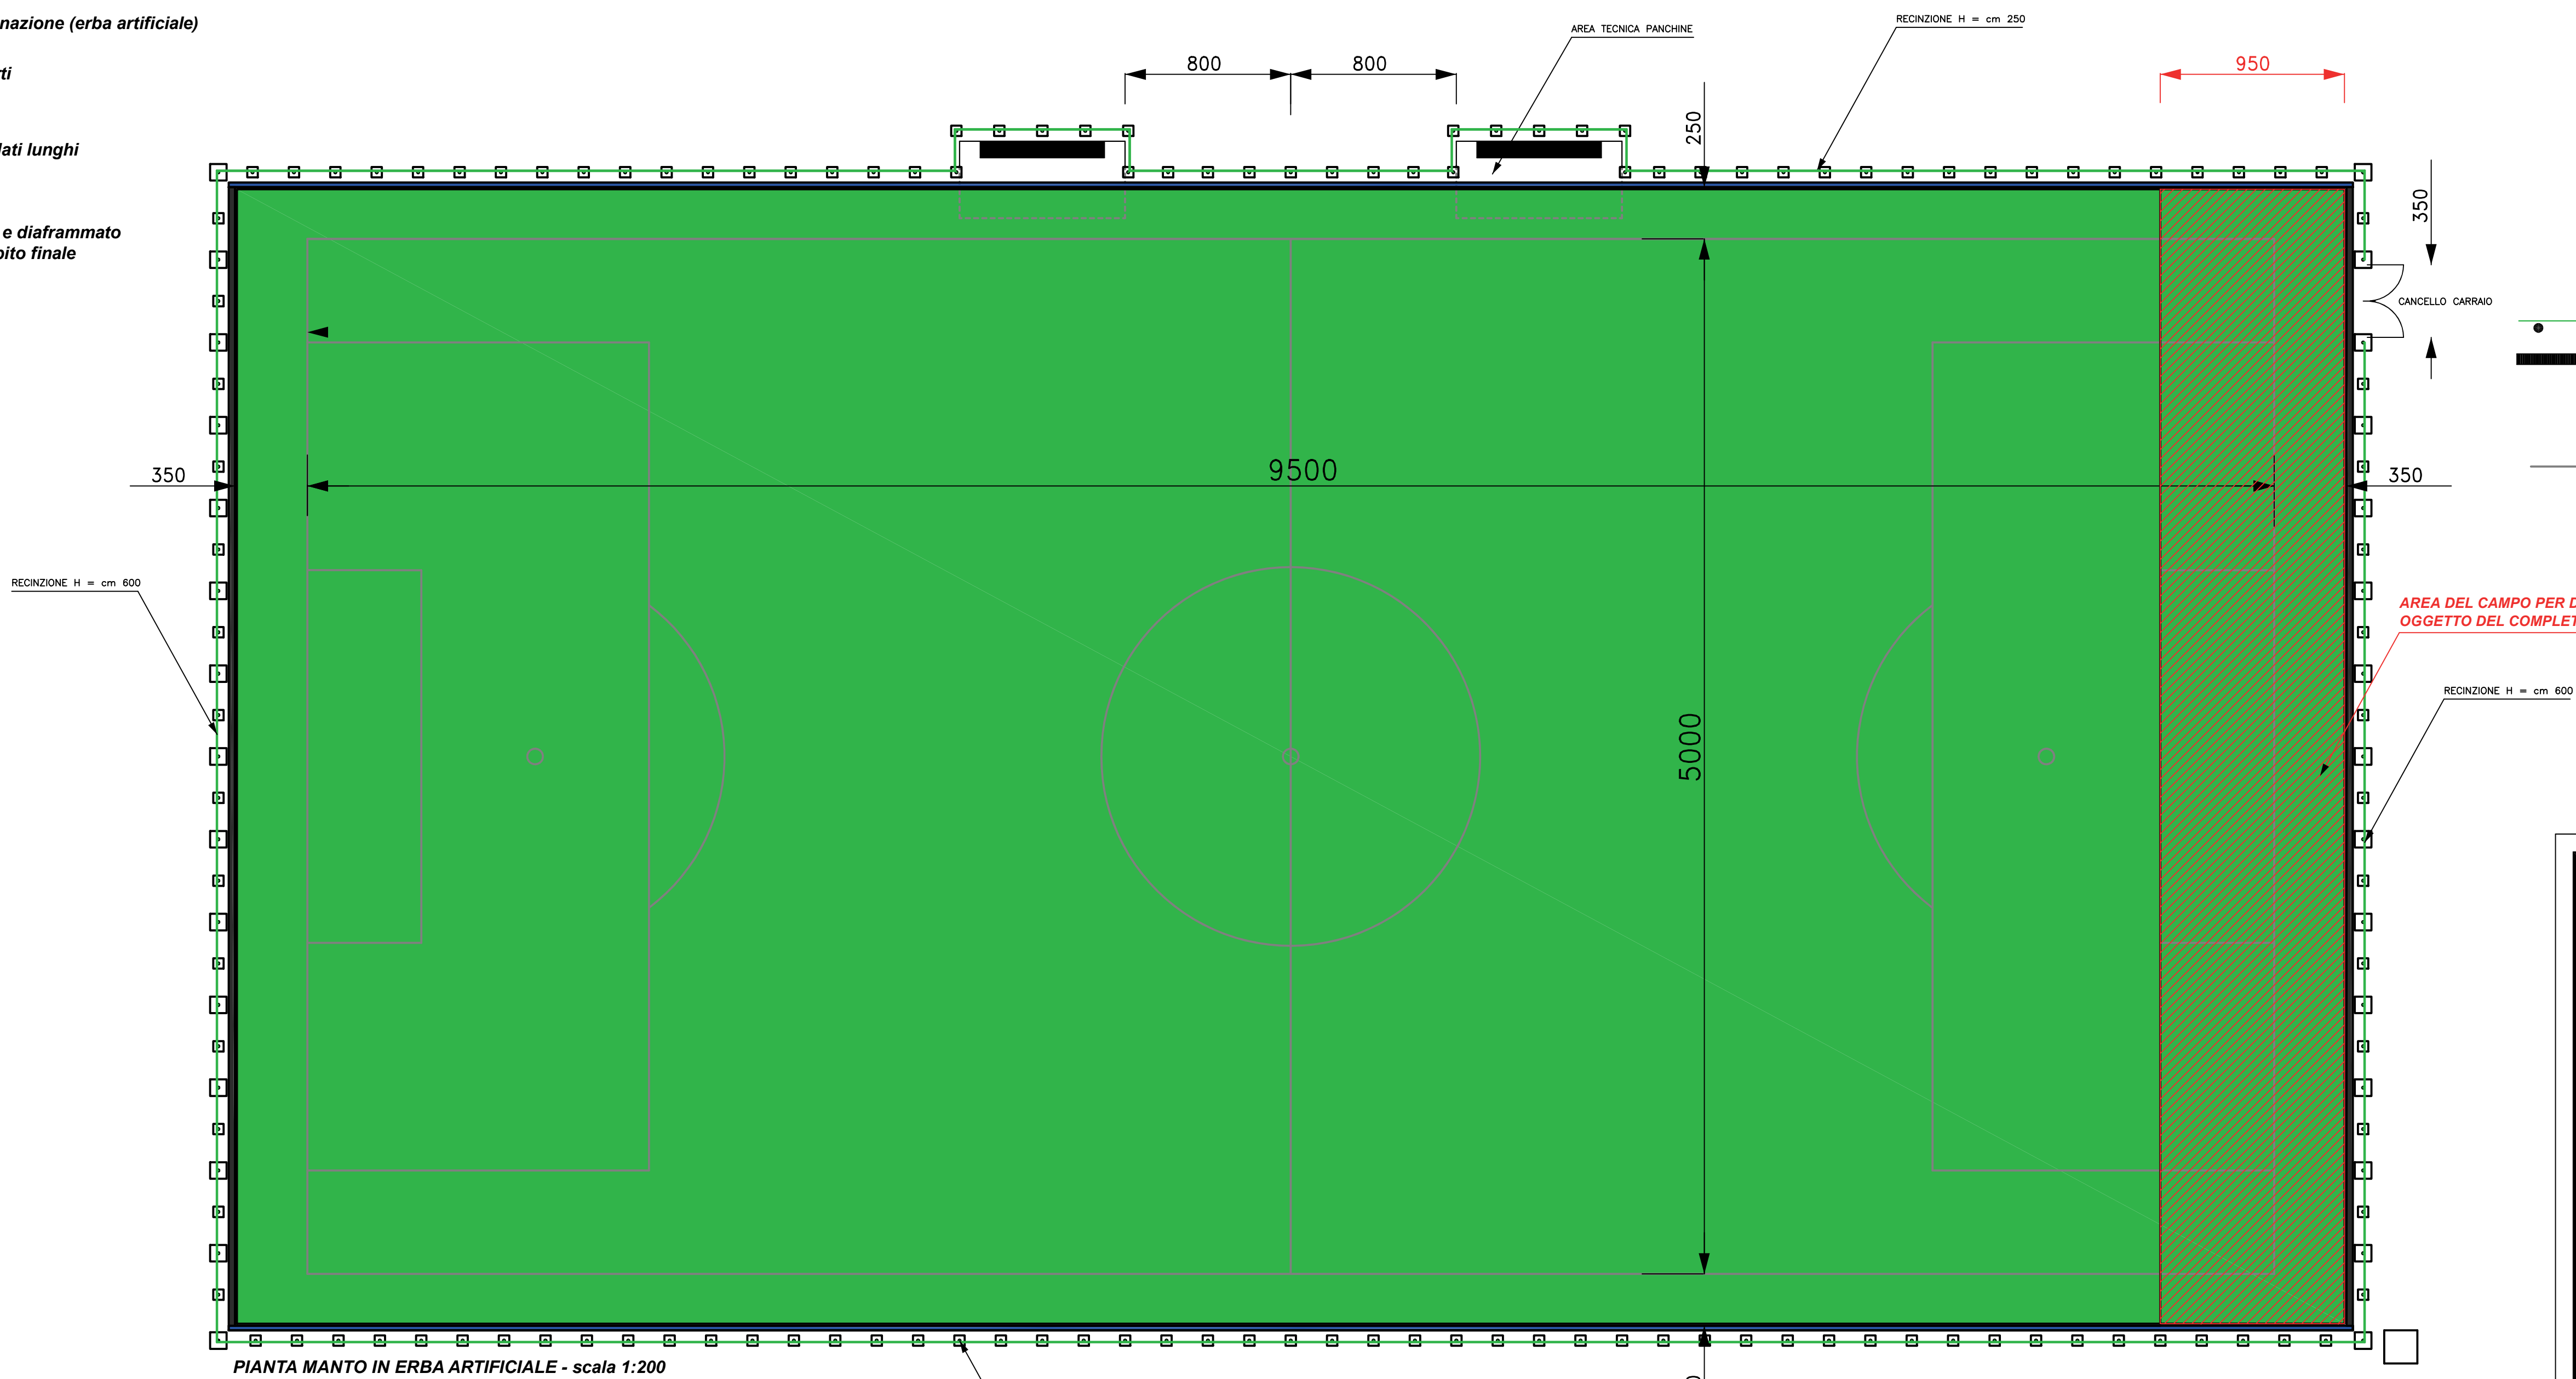 nazione (erba artificiale)
rti
lati lunghi
e diaframmato
bito finale
AREA TECNICA PANCHINE
RECINZIONE H = cm 250
800
800
950
250
350
CANCELLO CARRAIO
350
9500
350
RECINZIONE H = cm 600
AREA DEL CAMPO PER D
OGGETTO DEL COMPLET
RECINZIONE H = cm 600
5000
PIANTA MANTO IN ERBA ARTIFICIALE - scala 1:200